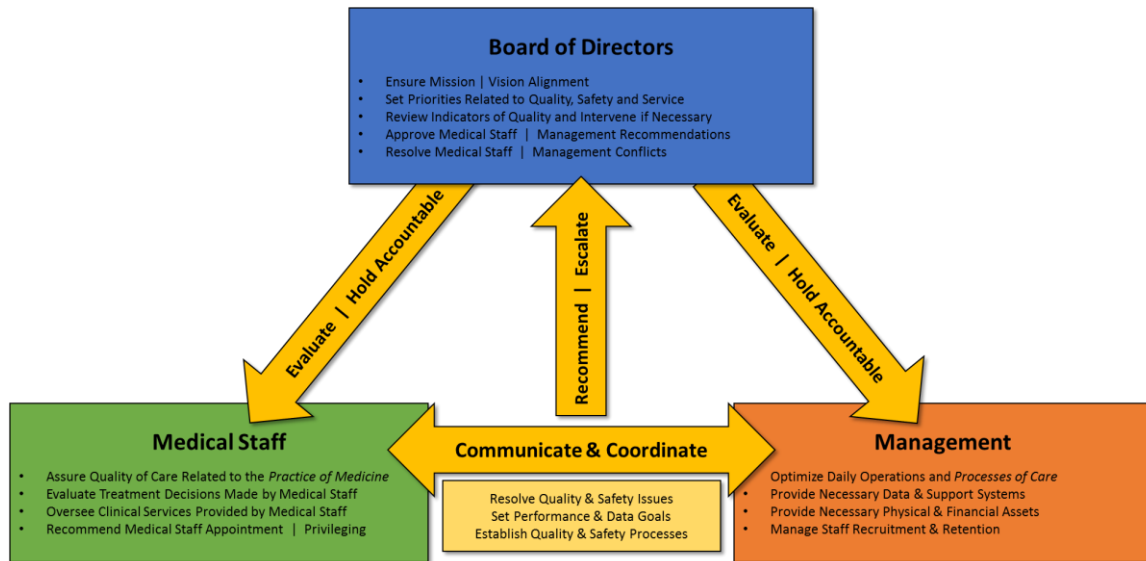 Board of Directors
• Ensure Mission | Vision Alignment
• Set Priorities Related to Quality, Safety and Service
• Review Indicators of Quality and Intervene if Necessary
• Approve Medical Staff | Management Recommendations
• Resolve Medical Staff | Management Conflicts
Evaluate | Hold Accountable
Recommend | Escalate
Evaluate | Hold Accountable
Medical Staff
• Assure Quality of Care Related to the Practice of Medicine
• Evaluate Treatment Decisions Made by Medical Staff
• Oversee Clinical Services Provided by Medical Staff
• Recommend Medical Staff Appointment | Privileging
Communicate & Coordinate
Resolve Quality & Safety Issues
Set Performance & Data Goals
Establish Quality & Safety Processes
Management
Optimize Daily Operations and Processes of Care
• Provide Necessary Data & Support Systems
• Provide Necessary Physical & Financial Assets
• Manage Staff Recruitment & Retention